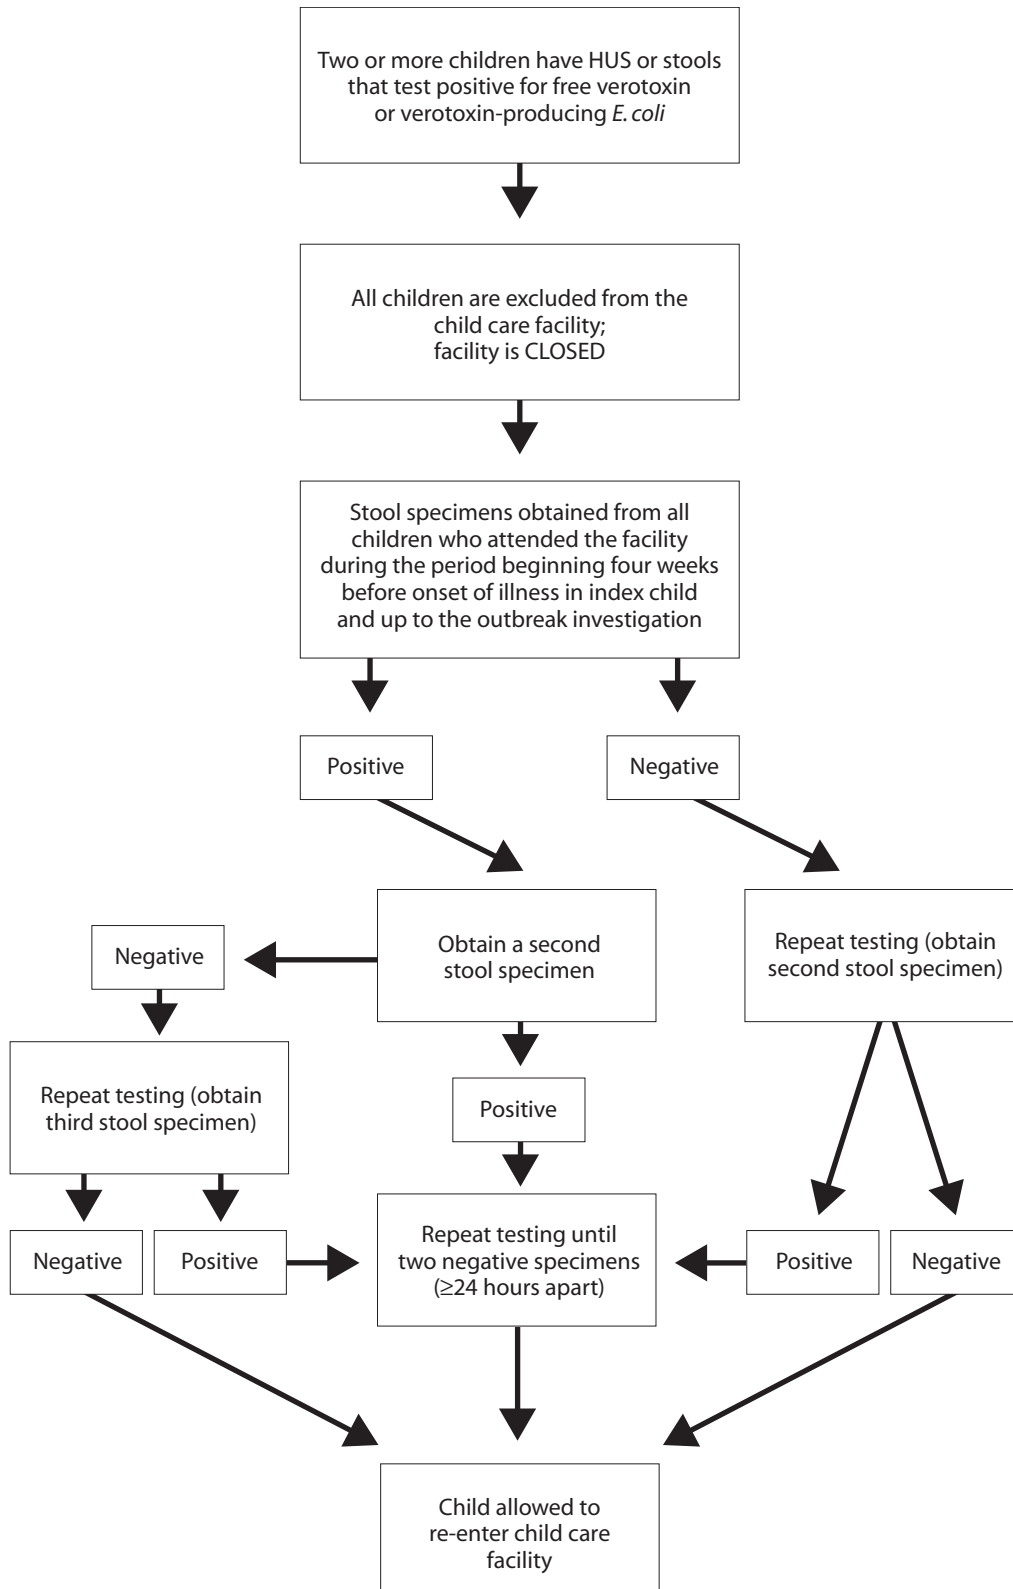 Two or more children have HUS or stools
that test positive for free verotoxin
or verotoxin-producing E. coli
All children are excluded from the
child care facility;
facility is CLOSED
Stool specimens obtained from all
children who attended the facility
during the period beginning four weeks
before onset of illness in index child
and up to the outbreak investigation
Positive
Negative
Obtain a second
stool specimen
Repeat testing (obtain
second stool specimen)
Negative
Repeat testing (obtain
third stool specimen)
Positive
Negative
Positive
Repeat testing until
two negative specimens
(≥24 hours apart)
Positive
Negative
Child allowed to
re-enter child care
facility